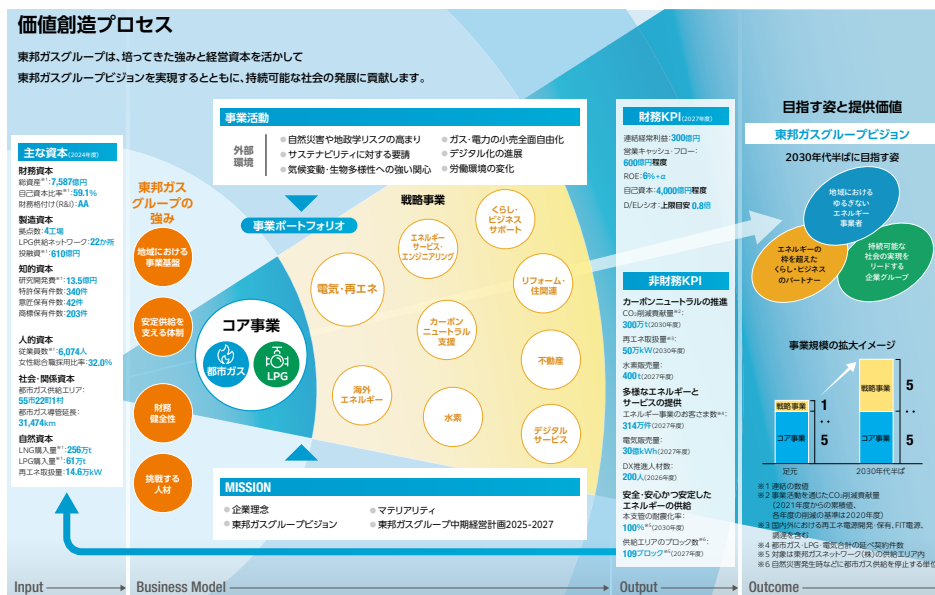 価値創造プロセス
東邦ガスグループは、培ってきた強みと経営資本を活かして
東邦ガスグループビジョンを実現するとともに、持続可能な社会の発展に貢献します。
主な資本(2024年度)
財務資本
総資産※1:7,587億円
自己資本比率※1:59.1%
財務格付け(R&I):AA
製造資本
拠点数:4工場
LPG供給ネットワーク:22か所
投融資※1:610億円
知的資本
研究開発費※1:13.5億円
特許保有件数:340件
意匠保有件数:42件
商標保有件数:203件
人的資本
従業員数※1:6,074人
女性総合職採用比率:32.0%
社会・関係資本
都市ガス供給エリア:
55市22町1村
都市ガス導管延長:
31,474km
自然資本
LNG購入量※1:256万t
LPG購入量※1:61万t
再エネ取扱量:14.6万kW
東邦ガス
グループの
強み
地域における
事業基盤
安定供給を
支える体制
財務
健全性
挑戦する
人材
事業活動
外部
環境
自然災害や地政学リスクの高まり
サステナビリティに対する要請
気候変動・生物多様性への強い関心
ガス・電力の小売全面自由化
デジタル化の進展
労働環境の変化
事業ポートフォリオ
コア事業
都市ガス
LPG
戦略事業
電気・再エネ
海外
エネルギー
エネルギー
サービス・
エンジニアリング
カーボン
ニュートラル
支援
水素
くらし・
ビジネス
サポート
リフォーム・
住関連
不動産
デジタル
サービス
MISSION
企業理念
東邦ガスグループビジョン
マテリアリティ
東邦ガスグループ中期経営計画2025-2027
財務KPI(2027年度)
連結経常利益:300億円
営業キャッシュ・フロー:
600億円程度
ROE:6%+α
自己資本:4,000億円程度
D/Eレシオ:上限目安0.8倍
非財務KPI
カーボンニュートラルの推進
CO₂削減貢献量※2:
300万t(2030年度)
再エネ取扱量※3:
50万kW(2030年度)
水素販売量:
400t(2027年度)
多様なエネルギーと
サービスの提供
エネルギー事業のお客さま数※4:
314万件(2027年度)
電気販売量:
30億kWh(2027年度)
DX推進人材数:
200人(2026年度)
安全・安心かつ安定した
エネルギーの供給
本支管の耐震化率:
100%※5(2030年度)
供給エリアのブロック数※6:
109ブロック※5(2027年度)
目指す姿と提供価値
東邦ガスグループビジョン
2030年代半ばに目指す姿
地域における
ゆるぎない
エネルギー
事業者
エネルギーの
枠を超えた
くらし・ビジネス
のパートナー
持続可能な
社会の実現を
リードする
企業グループ
事業規模の拡大イメージ
戦略事業
1
コア事業
5
足元
戦略事業
5
コア事業
5
2030年代半ば
※1 連結の数値
※2 事業活動を通じたCO₂削減貢献量
(2021年度からの累積値、
各年度の削減の基準は2020年度)
※3 国内外における再エネ電源開発・保有、FIT電源、
調達を含む
※4 都市ガス・LPG・電気合計の延べ契約件数
※5 対象は東邦ガスネットワーク(株)の供給エリア内
※6 自然災害発生時などに都市ガス供給を停止する単位
Input
Business Model
Output
Outcome